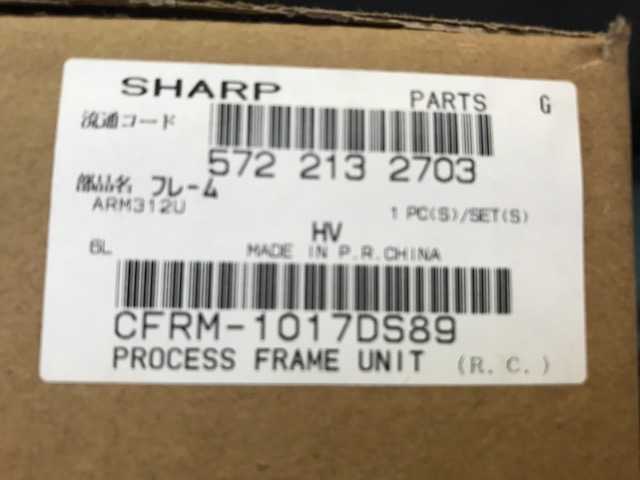 SHARP PARTS G
流通コード
572 213 2703
部品名 フレーム
ARM312U 1 PC(S)/SET(S)
HV
6L MADE IN P.R.CHINA
CFRM-1017DS89
PROCESS FRAME UNIT (R.C.)